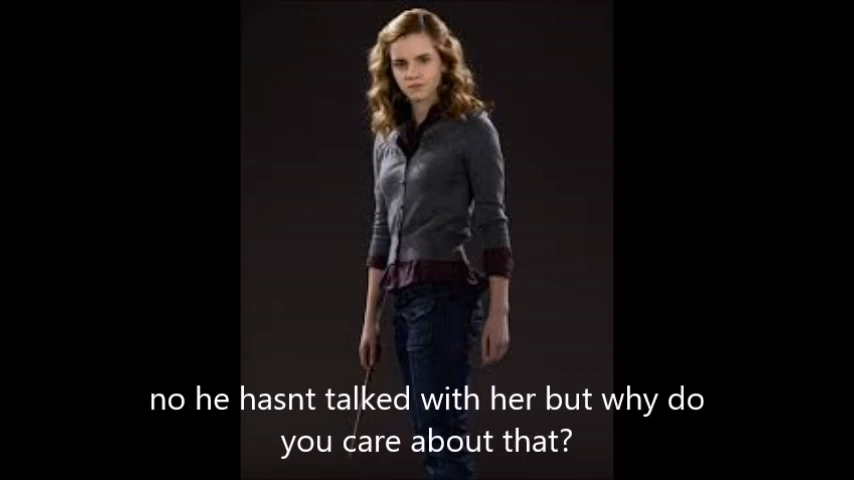 no he hasnt talked with her but why do
you care about that?